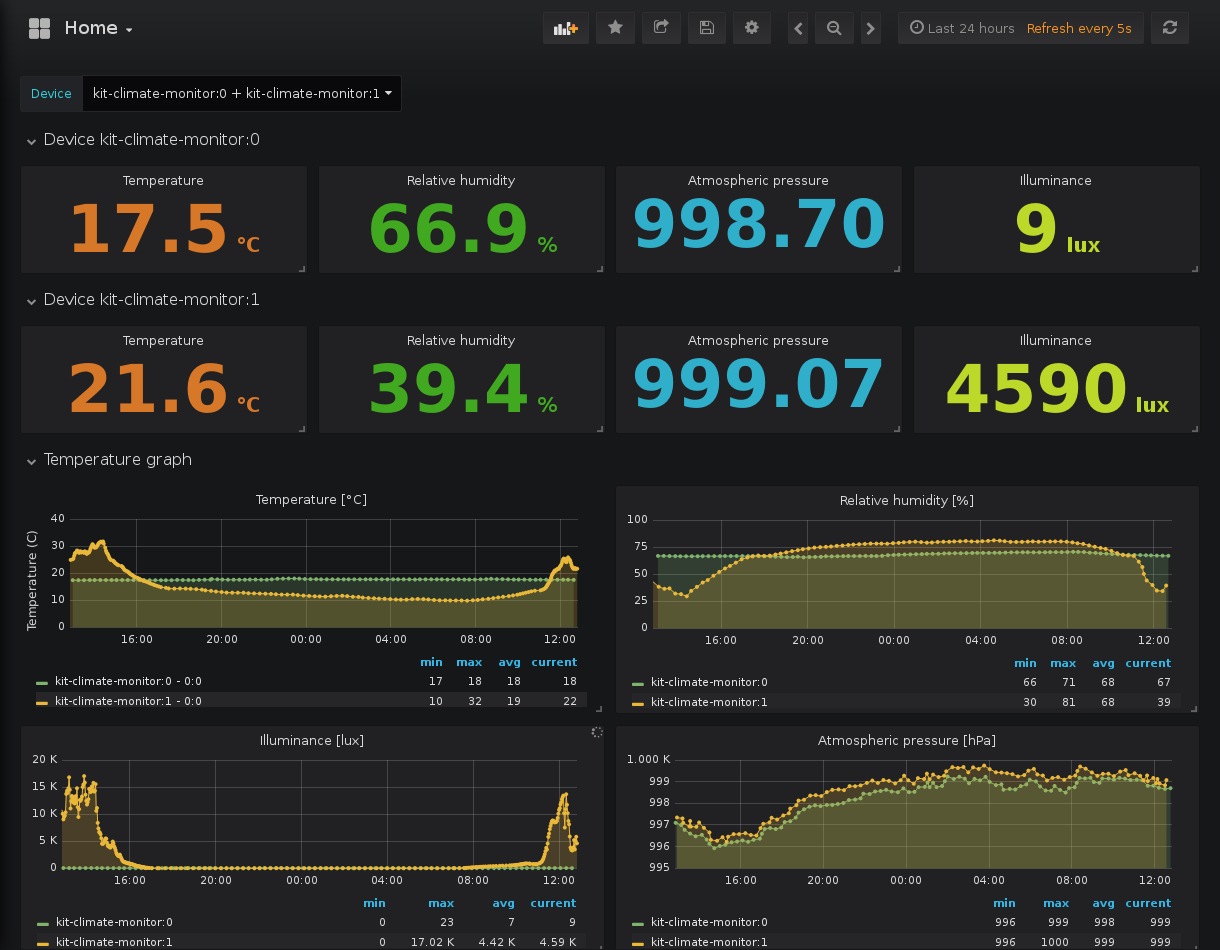 Home
Last 24 hours Refresh every 5s
Device kit-climate-monitor:0 + kit-climate-monitor:1
Device kit-climate-monitor:0
Temperature Relative humidity Atmospheric pressure Illuminance
17.5 °C 66.9 % 998.70 9 lux
Device kit-climate-monitor:1
Temperature Relative humidity Atmospheric pressure Illuminance
21.6 °C 39.4 % 999.07 4590 lux
Temperature graph
Temperature [°C]
Temperature (C)
40
30
20
10
0
16:00 20:00 00:00 04:00 08:00 12:00
min max avg current
kit-climate-monitor:0 - 0:0 17 18 18 18
kit-climate-monitor:1 - 0:0 10 32 19 22
Relative humidity [%]
100
75
50
25
0
16:00 20:00 00:00 04:00 08:00 12:00
min max avg current
kit-climate-monitor:0 66 71 68 67
kit-climate-monitor:1 30 81 68 39
Illuminance [lux]
20 K
15 K
10 K
5 K
0
16:00 20:00 00:00 04:00 08:00 12:00
min max avg current
kit-climate-monitor:0 0 23 7 9
kit-climate-monitor:1 0 17.02 K 4.42 K 4.59 K
Atmospheric pressure [hPa]
1.000 K
999
998
997
996
995
16:00 20:00 00:00 04:00 08:00 12:00
min max avg current
kit-climate-monitor:0 996 999 998 999
kit-climate-monitor:1 996 1000 999 999